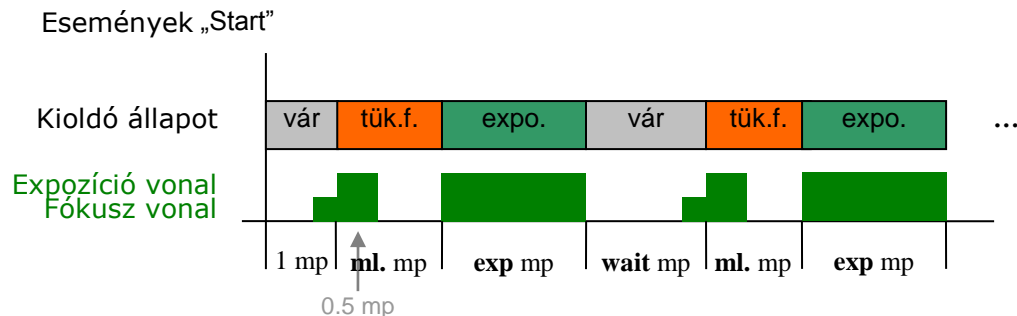 Események „Start”
Kioldó állapot vár tük.f. expo. vár tük.f. expo. ...
Expozíció vonal
Fókusz vonal
1 mp ml. mp exp mp wait mp ml. mp exp mp
0.5 mp